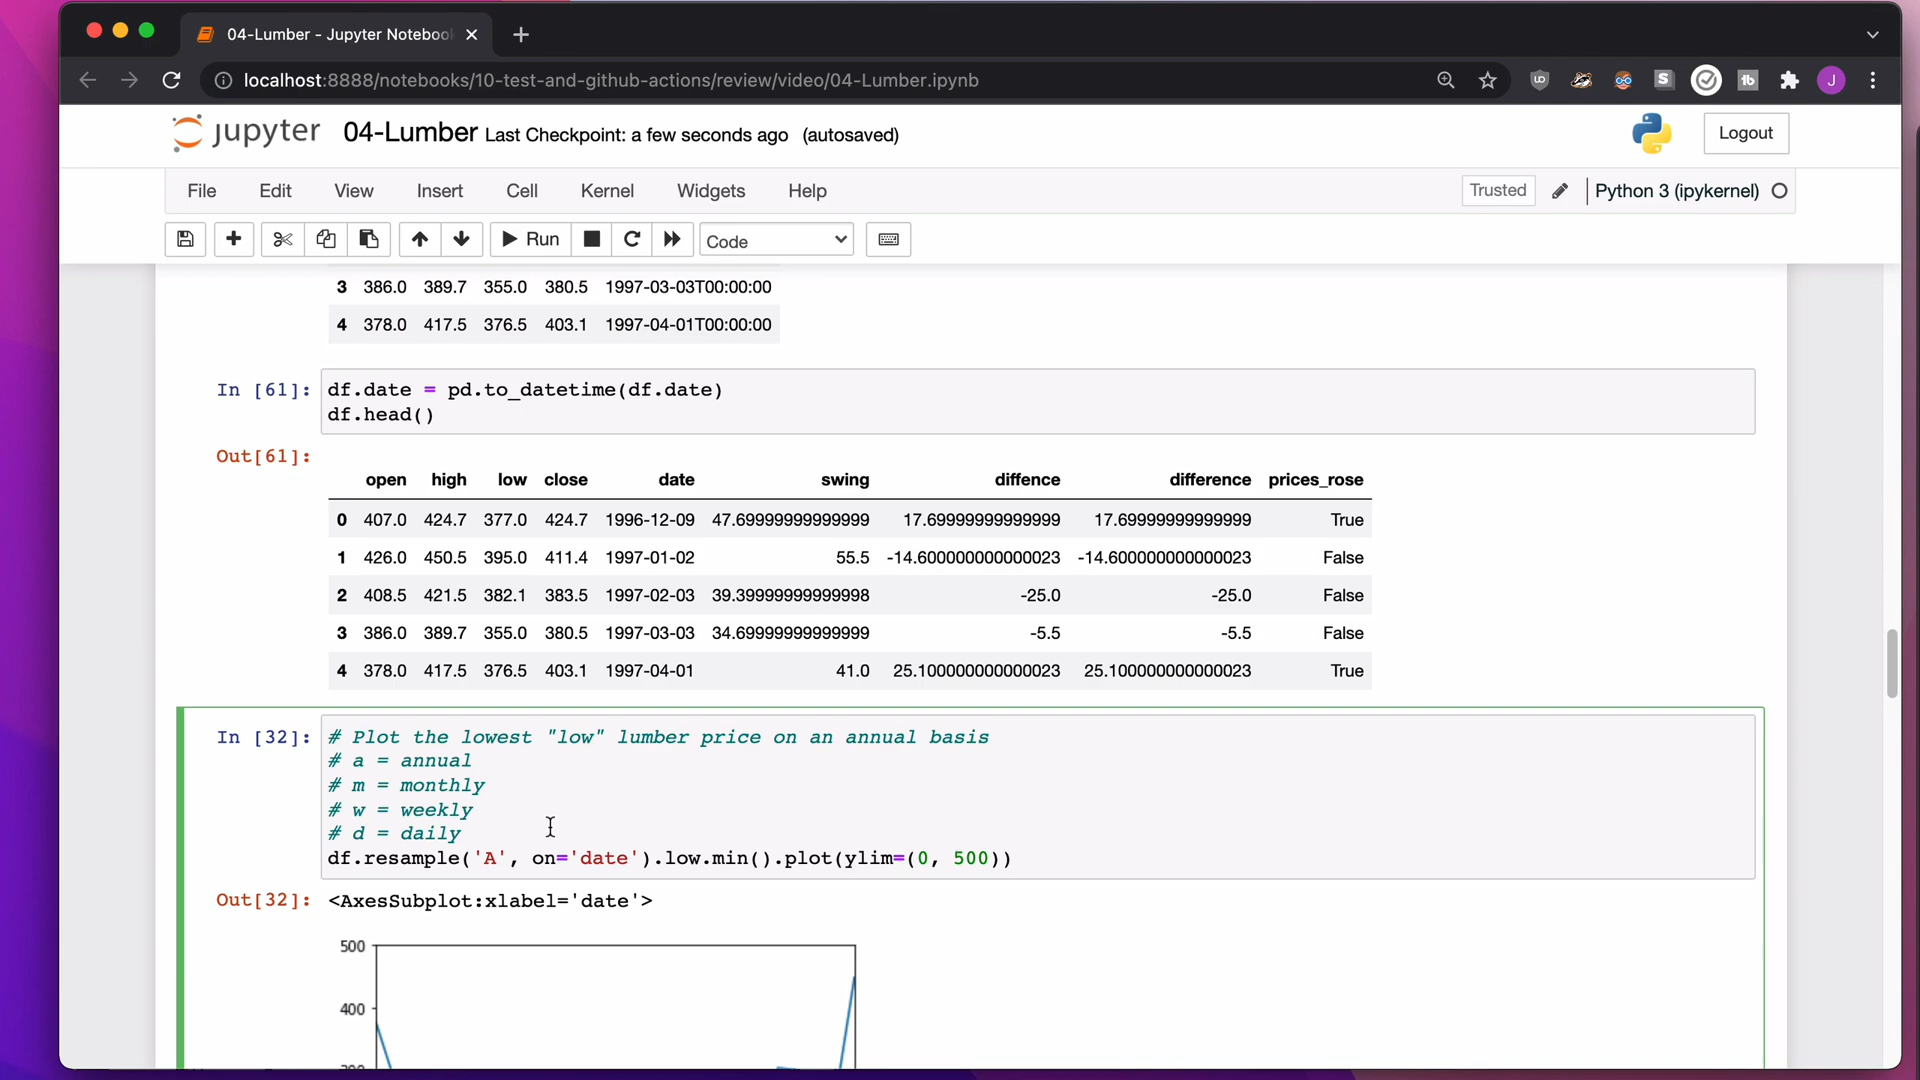 04-Lumber - Jupyter Noteboo
localhost:8888/notebooks/10-test-and-github-actions/review/video/04-Lumber.ipynb
jupyter 04-Lumber Last Checkpoint: a few seconds ago (autosaved)
Logout
File Edit View Insert Cell Kernel Widgets Help
Trusted Python 3 (ipykernel)
Run Code
3 386.0 389.7 355.0 380.5 1997-03-03T00:00:00
4 378.0 417.5 376.5 403.1 1997-04-01T00:00:00
In [61]: df.date = pd.to_datetime(df.date)
df.head()
Out[61]:
open high low close date swing diffence difference prices_rose
0 407.0 424.7 377.0 424.7 1996-12-09 47.69999999999999 17.69999999999999 17.69999999999999 True
1 426.0 450.5 395.0 411.4 1997-01-02 55.5 -14.600000000000023 -14.600000000000023 False
2 408.5 421.5 382.1 383.5 1997-02-03 39.39999999999998 -25.0 -25.0 False
3 386.0 389.7 355.0 380.5 1997-03-03 34.69999999999999 -5.5 -5.5 False
4 378.0 417.5 376.5 403.1 1997-04-01 41.0 25.100000000000023 25.100000000000023 True
In [32]: # Plot the lowest "low" lumber price on an annual basis
# a = annual
# m = monthly
# w = weekly
# d = daily
df.resample('A', on='date').low.min().plot(ylim=(0, 500))
Out[32]: <AxesSubplot:xlabel='date'>
500
400